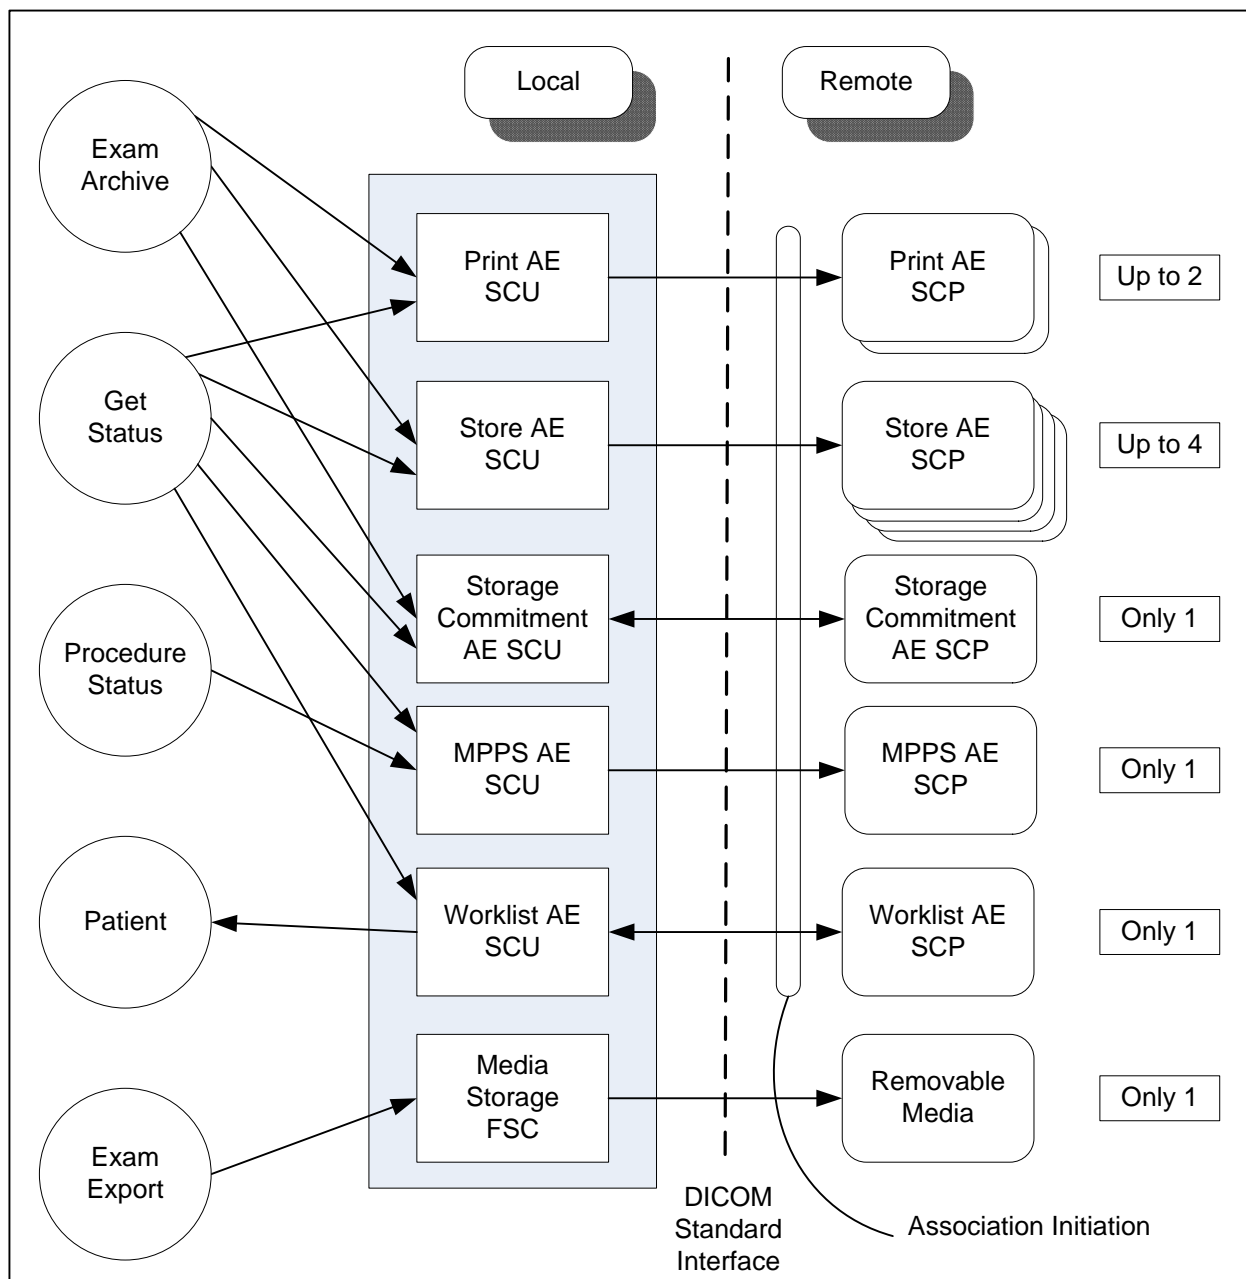 Local
Remote
Exam
Archive
Print AE
SCU
Print AE
SCP
Up to 2
Get
Status
Store AE
SCU
Store AE
SCP
Up to 4
Procedure
Status
Storage
Commitment
AE SCU
Storage
Commitment
AE SCP
Only 1
MPPS AE
SCU
MPPS AE
SCP
Only 1
Patient
Worklist AE
SCU
Worklist AE
SCP
Only 1
Exam
Export
Media
Storage
FSC
Removable
Media
Only 1
DICOM
Standard
Interface
Association Initiation